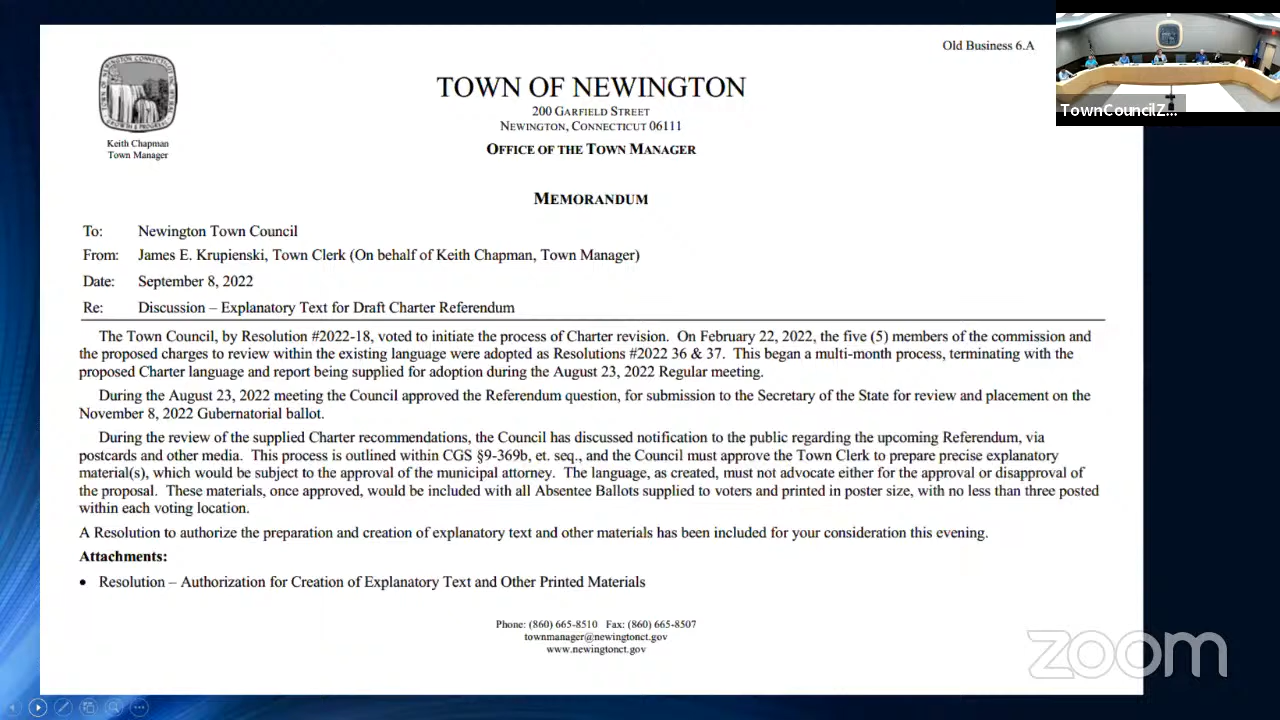 Old Business 6.A
TownCouncilZ...
TOWN OF NEWINGTON
200 GARFIELD STREET
NEWINGTON, CONNECTICUT 06111
OFFICE OF THE TOWN MANAGER
Keith Chapman
Town Manager
MEMORANDUM
To: Newington Town Council
From: James E. Krupienski, Town Clerk (On behalf of Keith Chapman, Town Manager)
Date: September 8, 2022
Re: Discussion – Explanatory Text for Draft Charter Referendum
The Town Council, by Resolution #2022-18, voted to initiate the process of Charter revision. On February 22, 2022, the five (5) members of the commission and
the proposed charges to review within the existing language were adopted as Resolutions #2022 36 & 37. This began a multi-month process, terminating with the
proposed Charter language and report being supplied for adoption during the August 23, 2022 Regular meeting.
During the August 23, 2022 meeting the Council approved the Referendum question, for submission to the Secretary of the State for review and placement on the
November 8, 2022 Gubernatorial ballot.
During the review of the supplied Charter recommendations, the Council has discussed notification to the public regarding the upcoming Referendum, via
postcards and other media. This process is outlined within CGS §9-369b, et. seq., and the Council must approve the Town Clerk to prepare precise explanatory
material(s), which would be subject to the approval of the municipal attorney. The language, as created, must not advocate either for the approval or disapproval of
the proposal. These materials, once approved, would be included with all Absentee Ballots supplied to voters and printed in poster size, with no less than three posted
within each voting location.
A Resolution to authorize the preparation and creation of explanatory text and other materials has been included for your consideration this evening.
Attachments:
• Resolution – Authorization for Creation of Explanatory Text and Other Printed Materials
Phone: (860) 665-8510 Fax: (860) 665-8507
townmanager@newingtonct.gov
www.newingtonct.gov
zoom